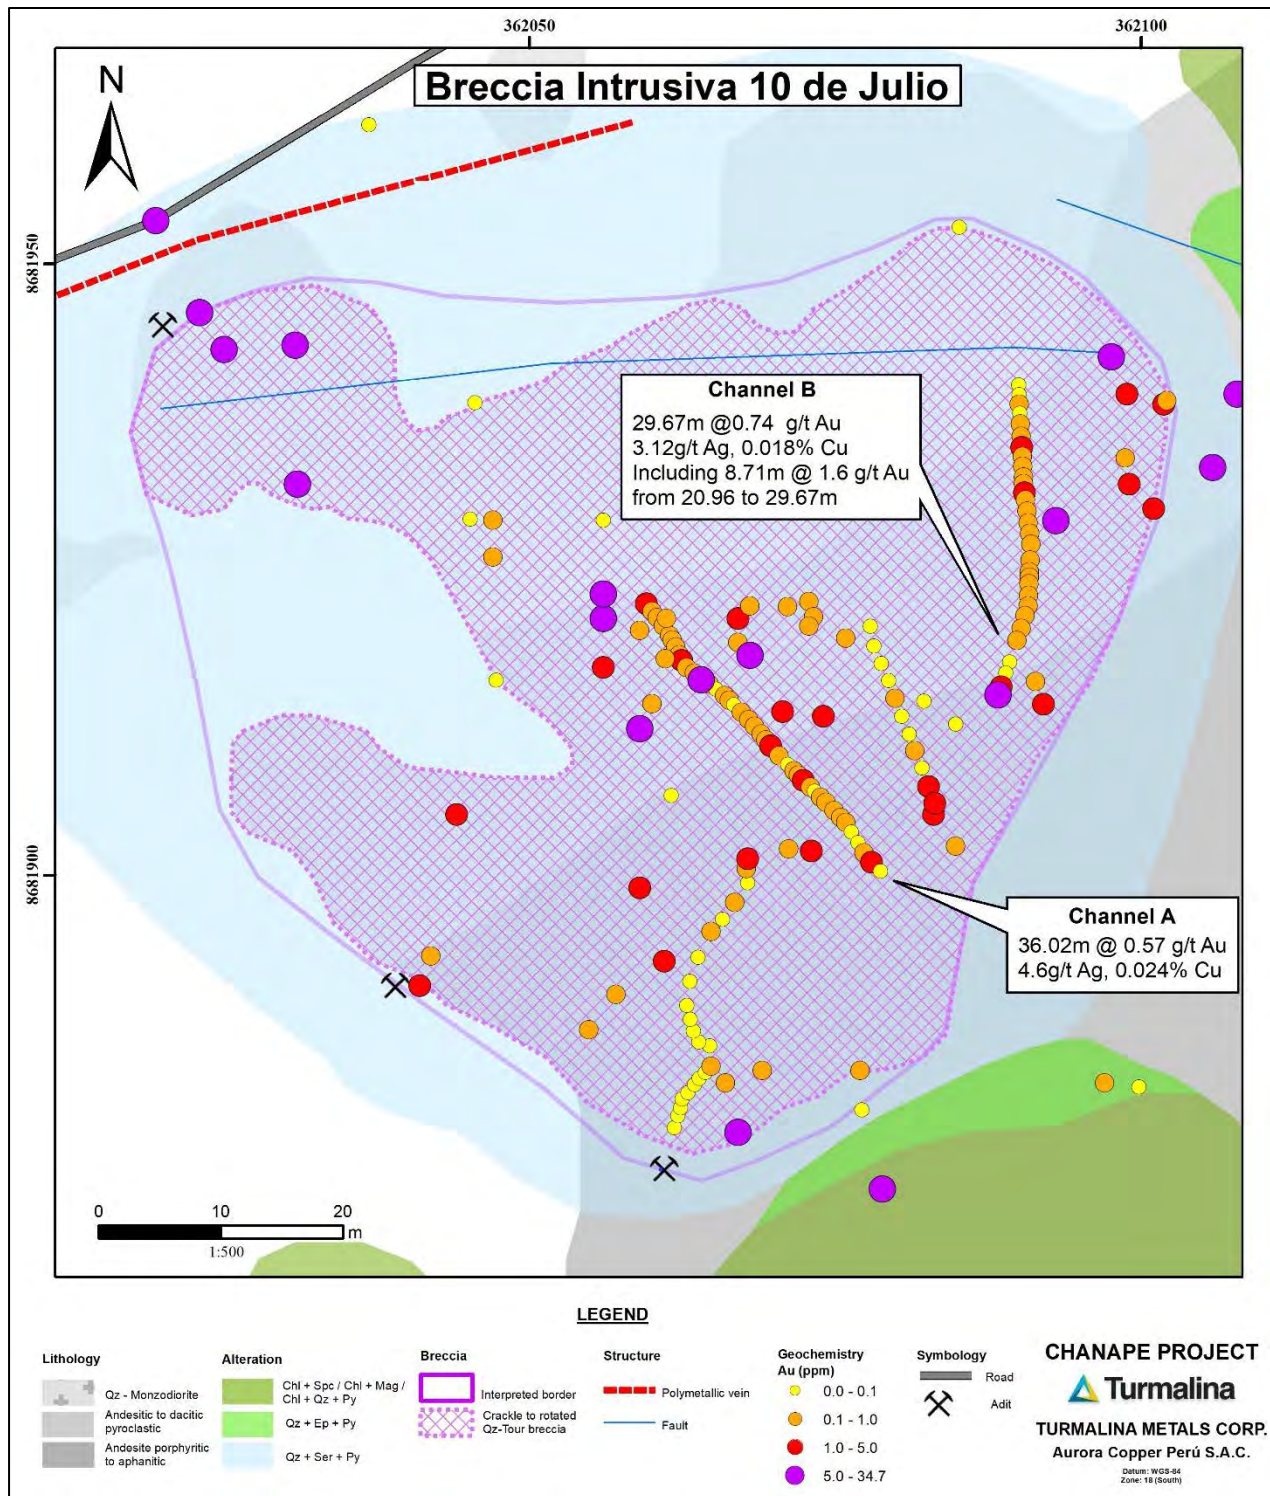 362050
362100
N
Breccia Intrusiva 10 de Julio
8681950
Channel B
29.67m @0.74 g/t Au
3.12g/t Ag, 0.018% Cu
Including 8.71m @ 1.6 g/t Au
from 20.96 to 29.67m
8681900
Channel A
36.02m @ 0.57 g/t Au
4.6g/t Ag, 0.024% Cu
0 10 20
m
1:500
LEGEND
Lithology
Qz - Monzodiorite
Andesitic to dacitic
pyroclastic
Andesite porphyritic
to aphanitic
Alteration
Chl + Spc / Chl + Mag /
Chl + Qz + Py
Qz + Ep + Py
Qz + Ser + Py
Breccia
Interpreted border
Crackle to rotated
Qz-Tour breccia
Structure
Polymetallic vein
Fault
Geochemistry
Au (ppm)
0.0 - 0.1
0.1 - 1.0
1.0 - 5.0
5.0 - 34.7
Symbology
Road
Adit
CHANAPE PROJECT
Turmalina
TURMALINA METALS CORP.
Aurora Copper Perú S.A.C.
Datum: WGS-84
Zone: 18 (South)